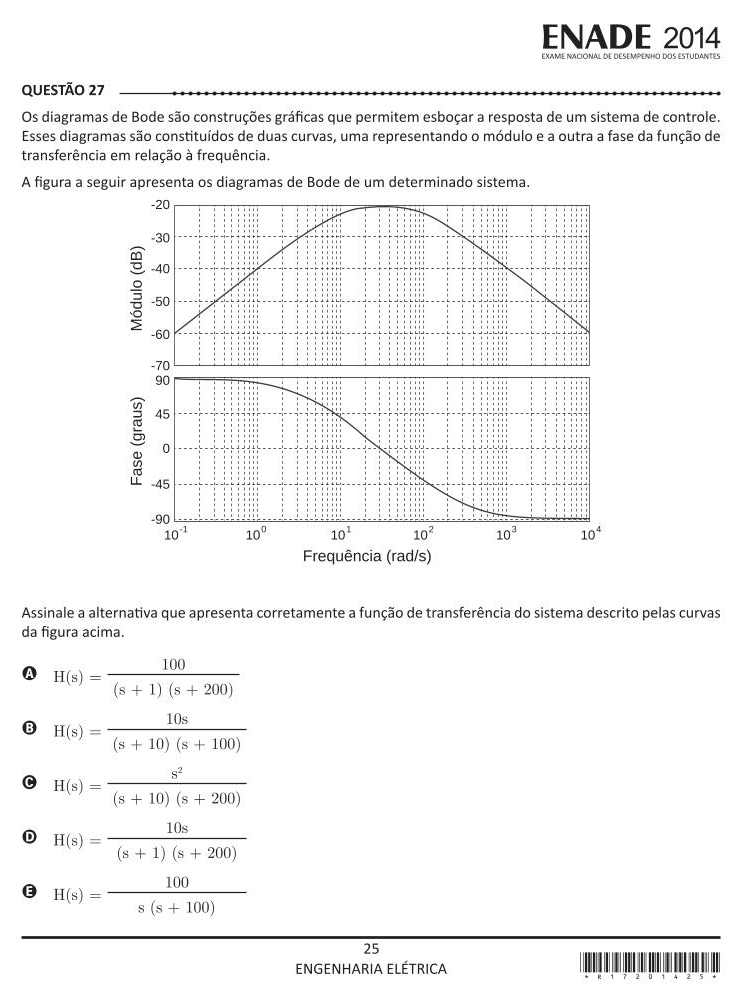 ENADE 2014
EXAME NACIONAL DE DESEMPENHO DOS ESTUDANTES
QUESTÃO 27
Os diagramas de Bode são construções gráficas que permitem esboçar a resposta de um sistema de controle.
Esses diagramas são constituídos de duas curvas, uma representando o módulo e a outra a fase da função de
transferência em relação à frequência.
A figura a seguir apresenta os diagramas de Bode de um determinado sistema.
-20
-30
-40
-50
-60
-70
Módulo (dB)
90
45
0
-45
-90
Fase (graus)
10^-1 10^0 10^1 10^2 10^3 10^4
Frequência (rad/s)
Assinale a alternativa que apresenta corretamente a função de transferência do sistema descrito pelas curvas
da figura acima.
A H(s) = 100 / (s + 1) (s + 200)
B H(s) = 10s / (s + 10) (s + 100)
C H(s) = s² / (s + 10) (s + 200)
D H(s) = 10s / (s + 1) (s + 200)
E H(s) = 100 / s (s + 100)
25
ENGENHARIA ELÉTRICA
* R 1 7 2 0 1 4 2 5 *